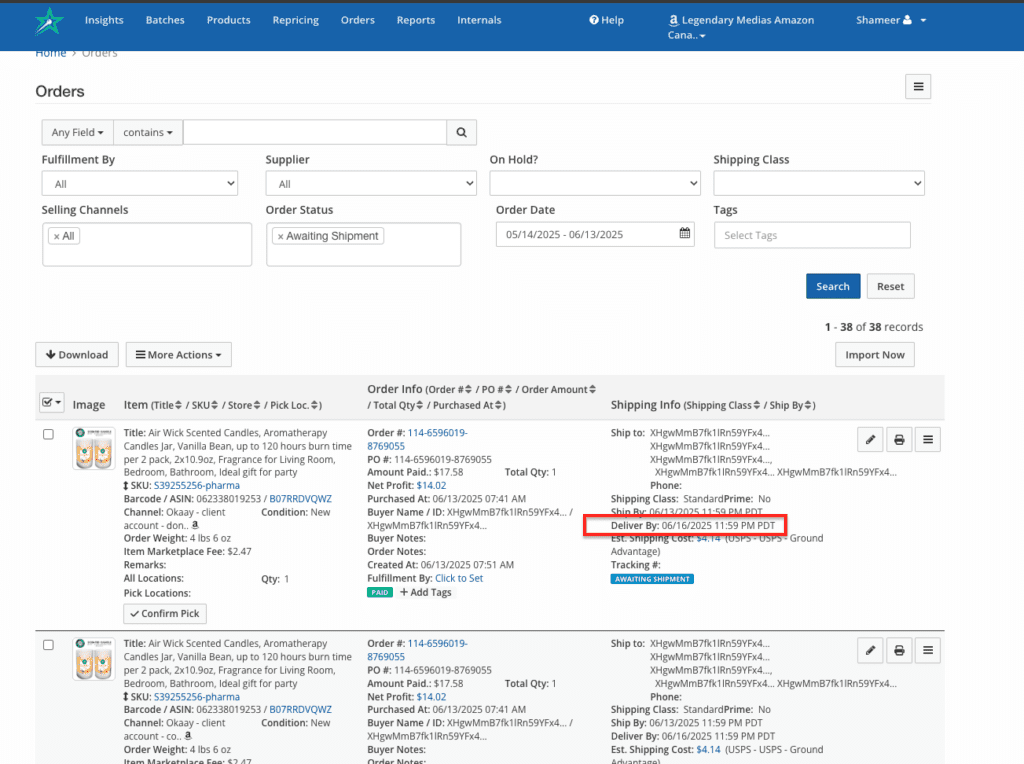 Insights Batches Products Repricing Orders Reports Internals Help Legendary Medias Amazon Cana.. Shameer
Home > Orders
Orders
Any Field contains
Fulfillment By Supplier On Hold? Shipping Class
All All
Selling Channels Order Status Order Date Tags
× All × Awaiting Shipment 05/14/2025 - 06/13/2025 Select Tags
Search Reset
1 - 38 of 38 records
Download More Actions Import Now
Image Item (Title / SKU / Store / Pick Loc.)
Order Info (Order # / PO # / Order Amount
/ Total Qty / Purchased At)
Shipping Info (Shipping Class / Ship By)
Title: Air Wick Scented Candles, Aromatherapy
Candles Jar, Vanilla Bean, up to 120 hours burn time
per 2 pack, 2x10.9oz, Fragrance for Living Room,
Bedroom, Bathroom, Ideal gift for party
SKU: S39255256-pharma
Barcode / ASIN: 062338019253 / B07RRDVQWZ
Channel: Okaay - client Condition: New
account - don..
Order Weight: 4 lbs 6 oz
Item Marketplace Fee: $2.47
Remarks:
All Locations: Qty: 1
Pick Locations:
Confirm Pick
Order #: 114-6596019-
8769055
PO #: 114-6596019-8769055
Amount Paid.: $17.58 Total Qty: 1
Net Profit: $14.02
Purchased At: 06/13/2025 07:41 AM
Buyer Name / ID: XHgwMmB7fk1lRn59YFx4... /
XHgwMmB7fk1lRn59YFx4...
Buyer Notes:
Order Notes:
Created At: 06/13/2025 07:51 AM
Fulfillment By: Click to Set
PAID + Add Tags
Ship to: XHgwMmB7fk1lRn59YFx4...
XHgwMmB7fk1lRn59YFx4...
XHgwMmB7fk1lRn59YFx4...,
XHgwMmB7fk1lRn59YFx4... XHgwMmB7fk1lRn59YFx4...
Phone:
Shipping Class: StandardPrime: No
Ship By: 06/13/2025 11:59 PM PDT
Deliver By: 06/16/2025 11:59 PM PDT
Est. Shipping Cost: $4.14 (USPS - USPS - Ground
Advantage)
Tracking #:
AWAITING SHIPMENT
Title: Air Wick Scented Candles, Aromatherapy
Candles Jar, Vanilla Bean, up to 120 hours burn time
per 2 pack, 2x10.9oz, Fragrance for Living Room,
Bedroom, Bathroom, Ideal gift for party
SKU: S39255256-pharma
Barcode / ASIN: 062338019253 / B07RRDVQWZ
Channel: Okaay - client Condition: New
account - co..
Order Weight: 4 lbs 6 oz
Item Marketplace Fee: $2.47
Order #: 114-6596019-
8769055
PO #: 114-6596019-8769055
Amount Paid.: $17.58 Total Qty: 1
Net Profit: $14.02
Purchased At: 06/13/2025 07:41 AM
Buyer Name / ID: XHgwMmB7fk1lRn59YFx4... /
XHgwMmB7fk1lRn59YFx4...
Buyer Notes:
Order Notes:
Ship to: XHgwMmB7fk1lRn59YFx4...
XHgwMmB7fk1lRn59YFx4...
XHgwMmB7fk1lRn59YFx4...,
XHgwMmB7fk1lRn59YFx4... XHgwMmB7fk1lRn59YFx4...
Phone:
Shipping Class: StandardPrime: No
Ship By: 06/13/2025 11:59 PM PDT
Deliver By: 06/16/2025 11:59 PM PDT
Est. Shipping Cost: $4.14 (USPS - USPS - Ground
Advantage)